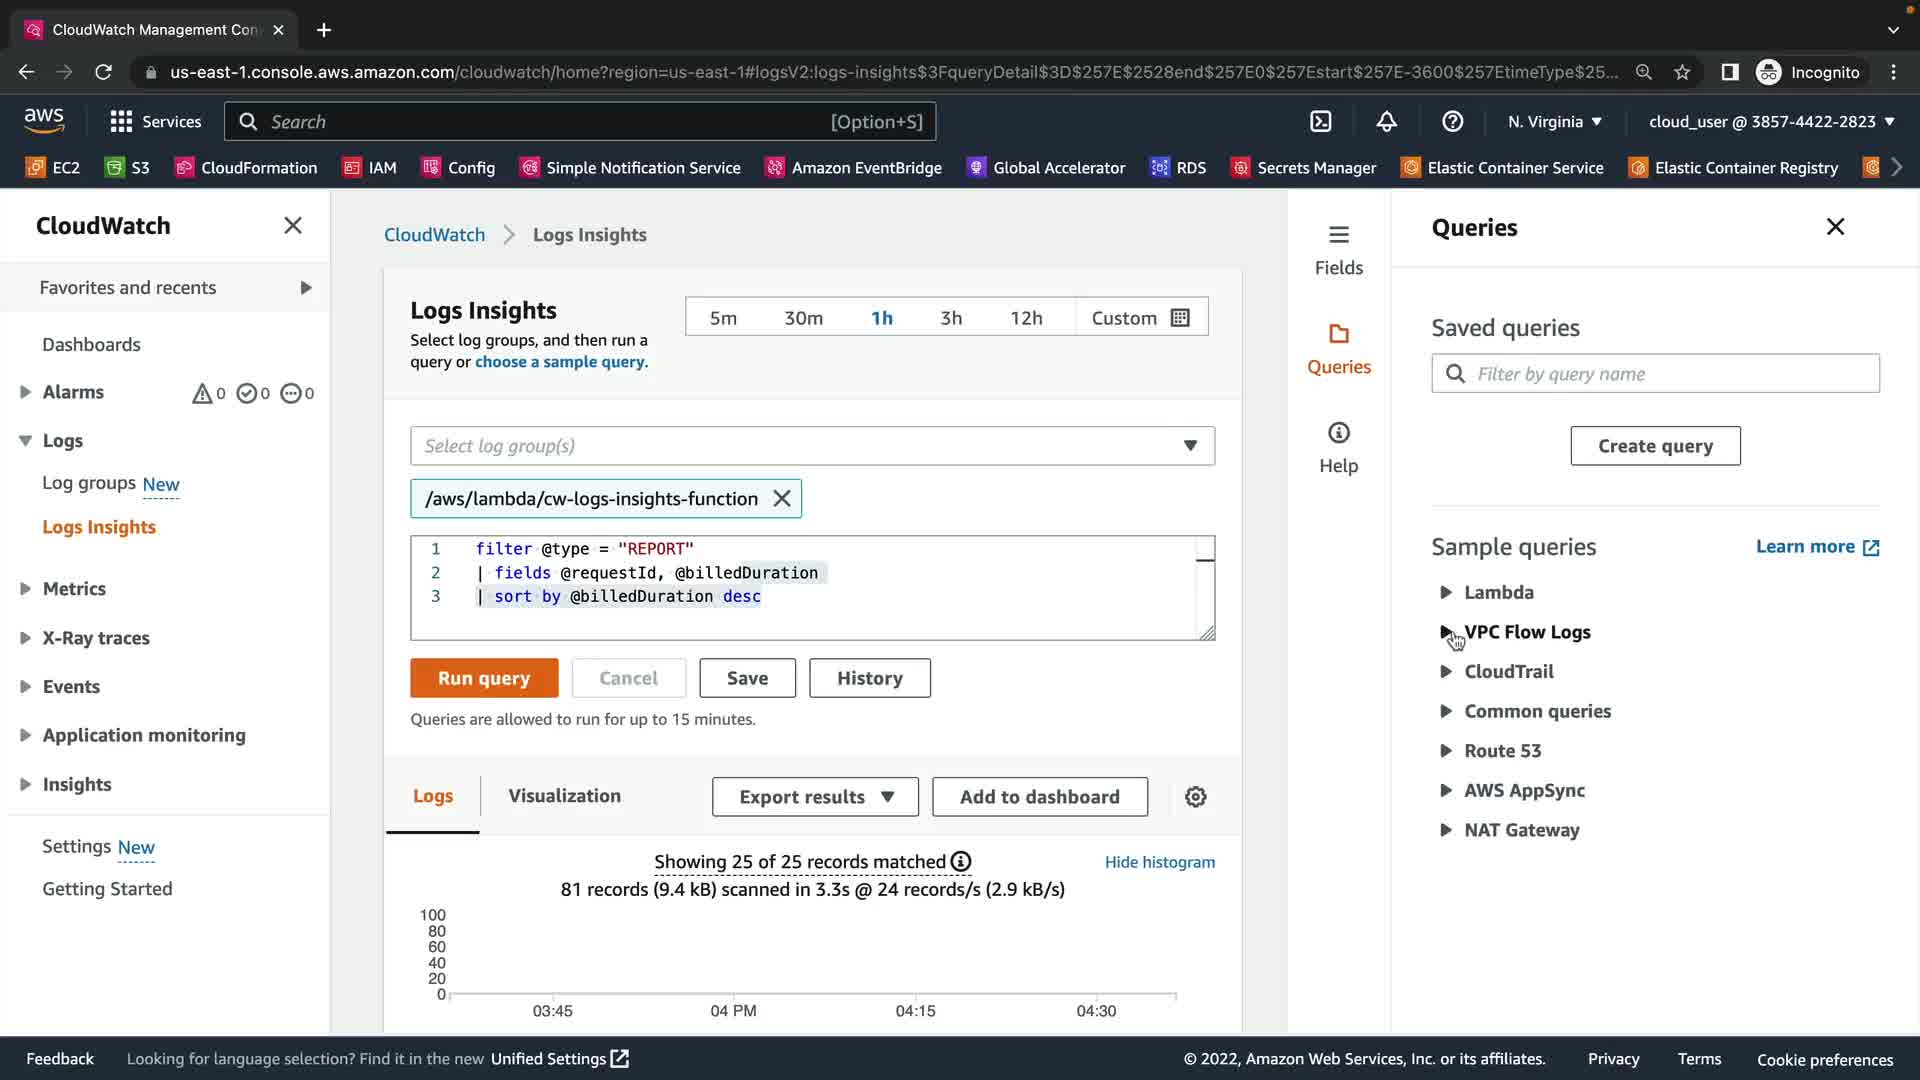 CloudWatch Management Con
us-east-1.console.aws.amazon.com/cloudwatch/home?region=us-east-1#logsV2:logs-insights$3FqueryDetail$3D$257E$2528end$257E0$257Estart$257E-3600$257EtimeType$25...
Incognito
aws
Services
Search
[Option+S]
N. Virginia
cloud_user @ 3857-4422-2823
EC2
S3
CloudFormation
IAM
Config
Simple Notification Service
Amazon EventBridge
Global Accelerator
RDS
Secrets Manager
Elastic Container Service
Elastic Container Registry
CloudWatch
Favorites and recents
Dashboards
Alarms 0 0 0
Logs
Log groups New
Logs Insights
Metrics
X-Ray traces
Events
Application monitoring
Insights
Settings New
Getting Started
CloudWatch > Logs Insights
Logs Insights
Select log groups, and then run a
query or choose a sample query.
5m 30m 1h 3h 12h Custom
Select log group(s)
/aws/lambda/cw-logs-insights-function
1 filter @type = "REPORT"
2 | fields @requestId, @billedDuration
3 | sort by @billedDuration desc
Run query
Cancel
Save
History
Queries are allowed to run for up to 15 minutes.
Logs
Visualization
Export results
Add to dashboard
Showing 25 of 25 records matched
Hide histogram
81 records (9.4 kB) scanned in 3.3s @ 24 records/s (2.9 kB/s)
100
80
60
40
20
0
03:45 04 PM 04:15 04:30
Fields
Queries
Help
Queries
Saved queries
Filter by query name
Create query
Sample queries
Learn more
Lambda
VPC Flow Logs
CloudTrail
Common queries
Route 53
AWS AppSync
NAT Gateway
Feedback
Looking for language selection? Find it in the new Unified Settings
© 2022, Amazon Web Services, Inc. or its affiliates.
Privacy
Terms
Cookie preferences